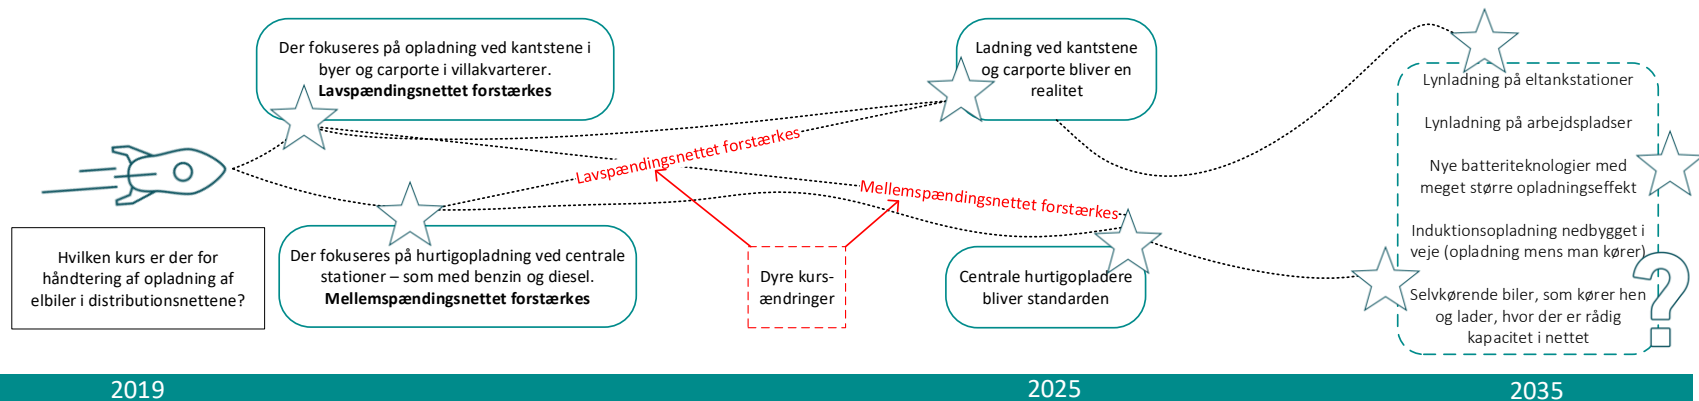 Der fokuseres på opladning ved kantstene i
byer og carporte i villakvarterer.
Lavspændingsnettet forstærkes
Ladning ved kantstene
og carporte bliver en
realitet
Lynladning på eltankstationer
Lynladning på arbejdspladser
Nye batteriteknologier med
meget større opladningseffekt
Induktionsopladning nedbygget i
veje (opladning mens man kører)
Selvkørende biler, som kører hen
og lader, hvor der er rådig
kapacitet i nettet
?
Lavspændingsnettet forstærkes
Mellemspændingsnettet forstærkes
Hvilken kurs er der for
håndtering af opladning af
elbiler i distributionsnettene?
Der fokuseres på hurtigopladning ved centrale
stationer – som med benzin og diesel.
Mellemspændingsnettet forstærkes
Dyre kurs-
ændringer
Centrale hurtigopladere
bliver standarden
2019
2025
2035